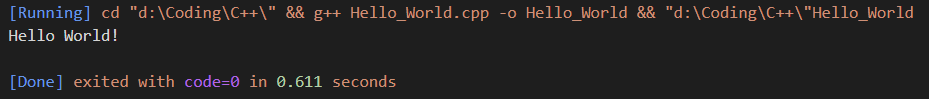 [Running] cd "d:\Coding\C++\" && g++ Hello_World.cpp -o Hello_World && "d:\Coding\C++\"Hello_World
Hello World!
[Done] exited with code=0 in 0.611 seconds